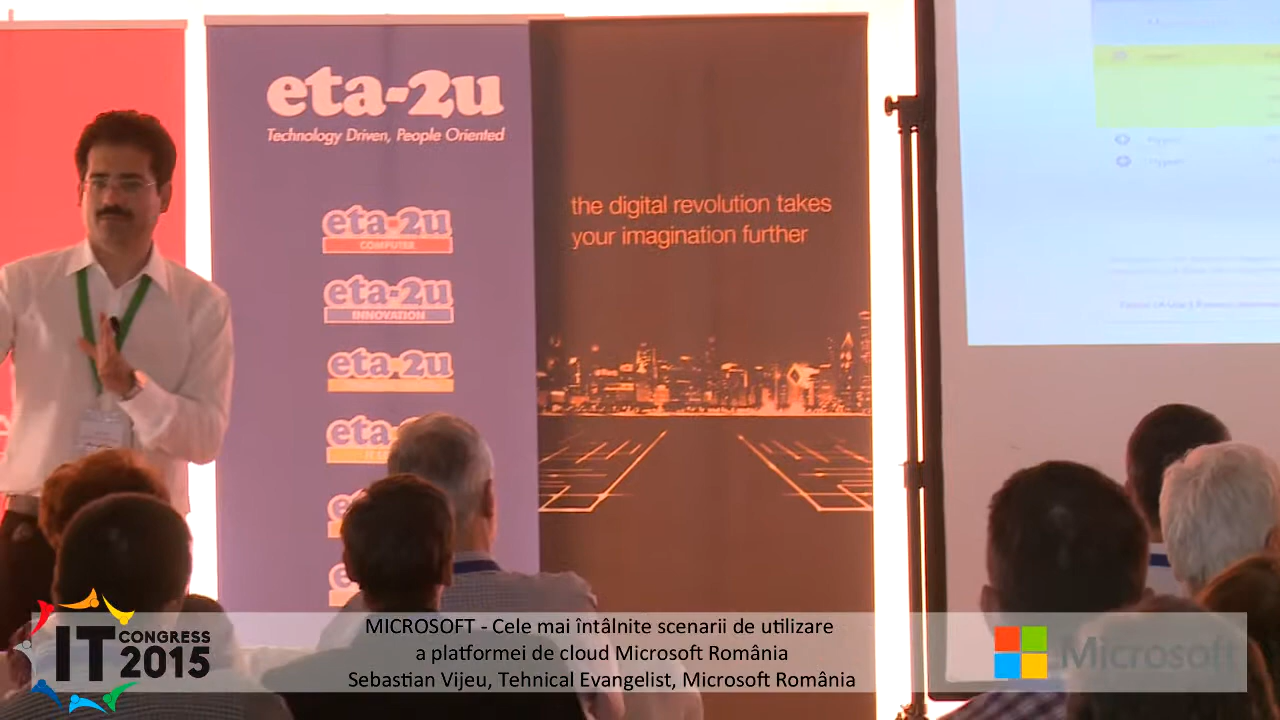 eta-2u
Technology Driven, People Oriented
eta-2u
COMPUTER
eta-2u
INNOVATION
eta-2u
eta-
the digital revolution takes
your imagination further
IT CONGRESS
2015
MICROSOFT - Cele mai întâlnite scenarii de utilizare
a platformei de cloud Microsoft România
Sebastian Vijeu, Tehnical Evangelist, Microsoft România
Microsoft